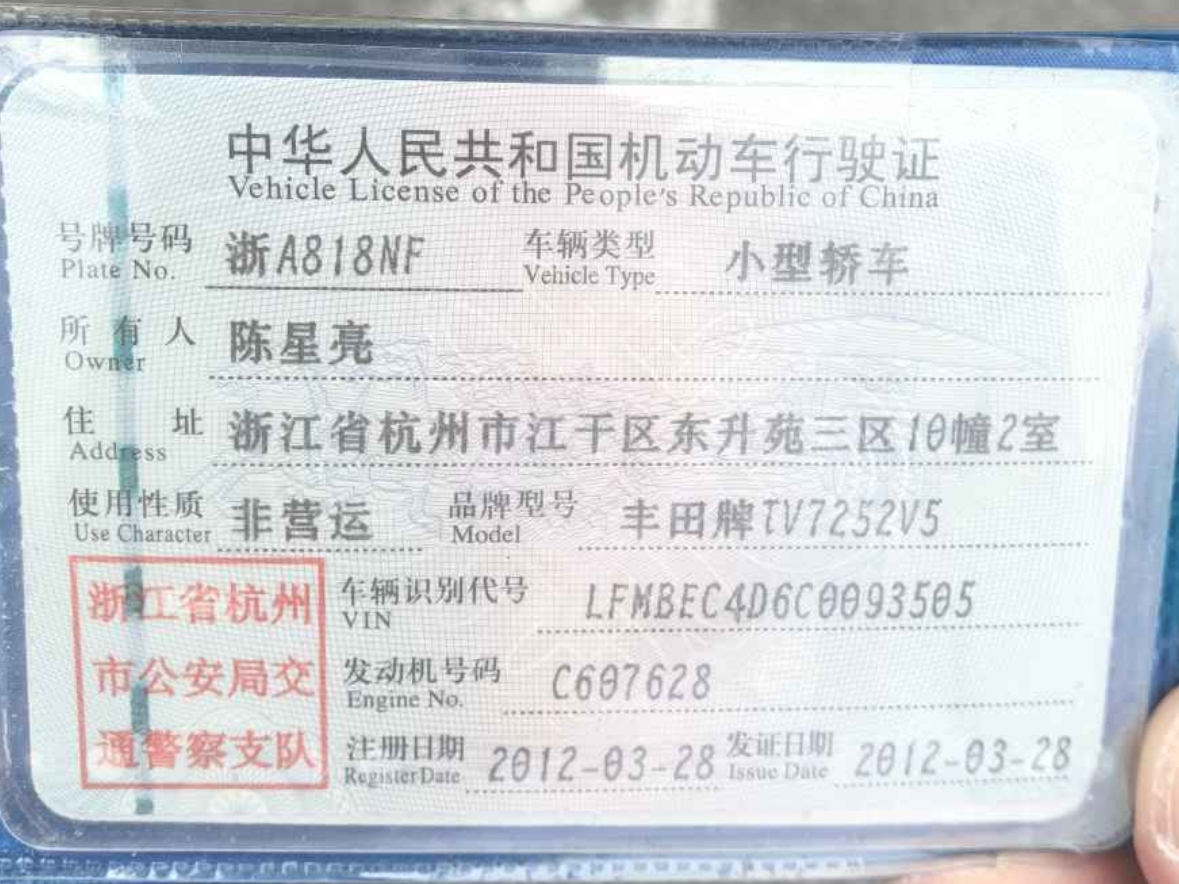 中华人民共和国机动车行驶证
Vehicle License of the People's Republic of China
号牌号码 浙A818NF 车辆类型 小型轿车
Plate No. Vehicle Type
所有人 陈星亮
Owner
住址 浙江省杭州市江干区东升苑三区10幢2室
Address
使用性质 非营运 品牌型号 丰田牌TV7252V5
Use Character Model
浙江省杭州
市公安局交
通警察支队
车辆识别代号 LFMBEC4D6C0093505
VIN
发动机号码 C607628
Engine No.
注册日期 2012-03-28 发证日期 2012-03-28
Register Date Issue Date